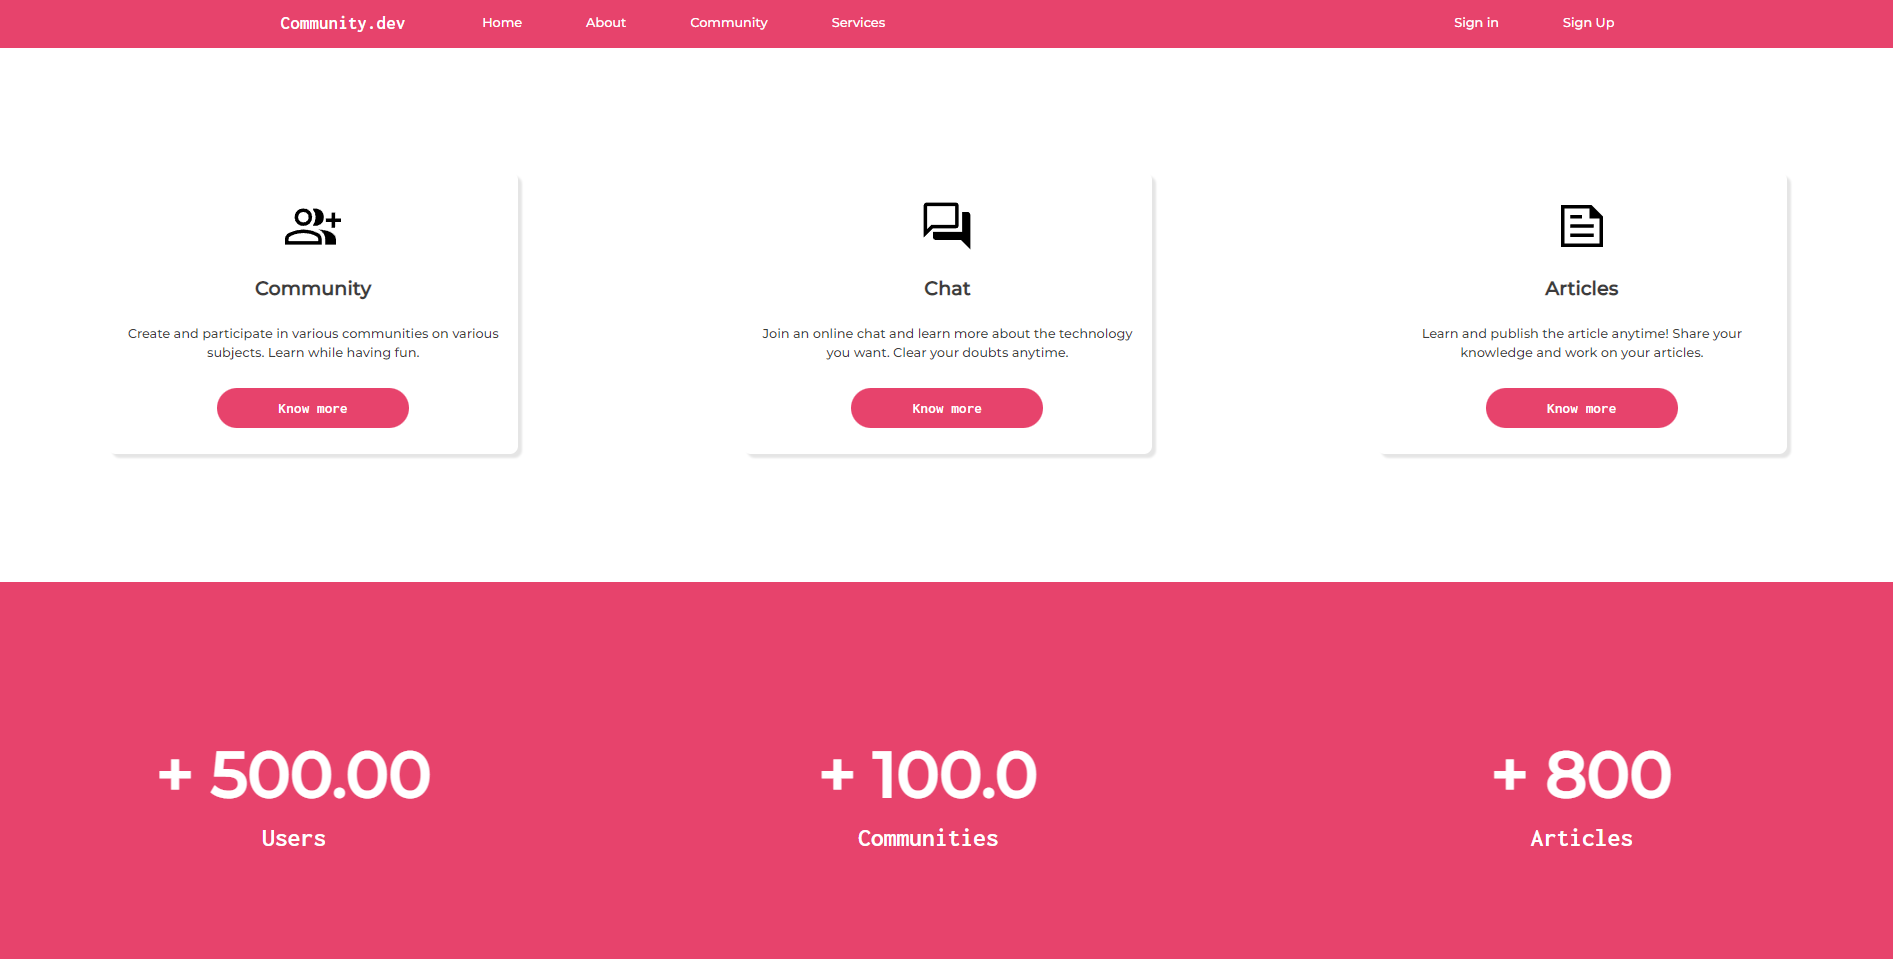 Community.dev Home About Community Services Sign in Sign Up
Community
Create and participate in various communities on various
subjects. Learn while having fun.
Know more
Chat
Join an online chat and learn more about the technology
you want. Clear your doubts anytime.
Know more
Articles
Learn and publish the article anytime! Share your
knowledge and work on your articles.
Know more
+ 500.00
Users
+ 100.0
Communities
+ 800
Articles